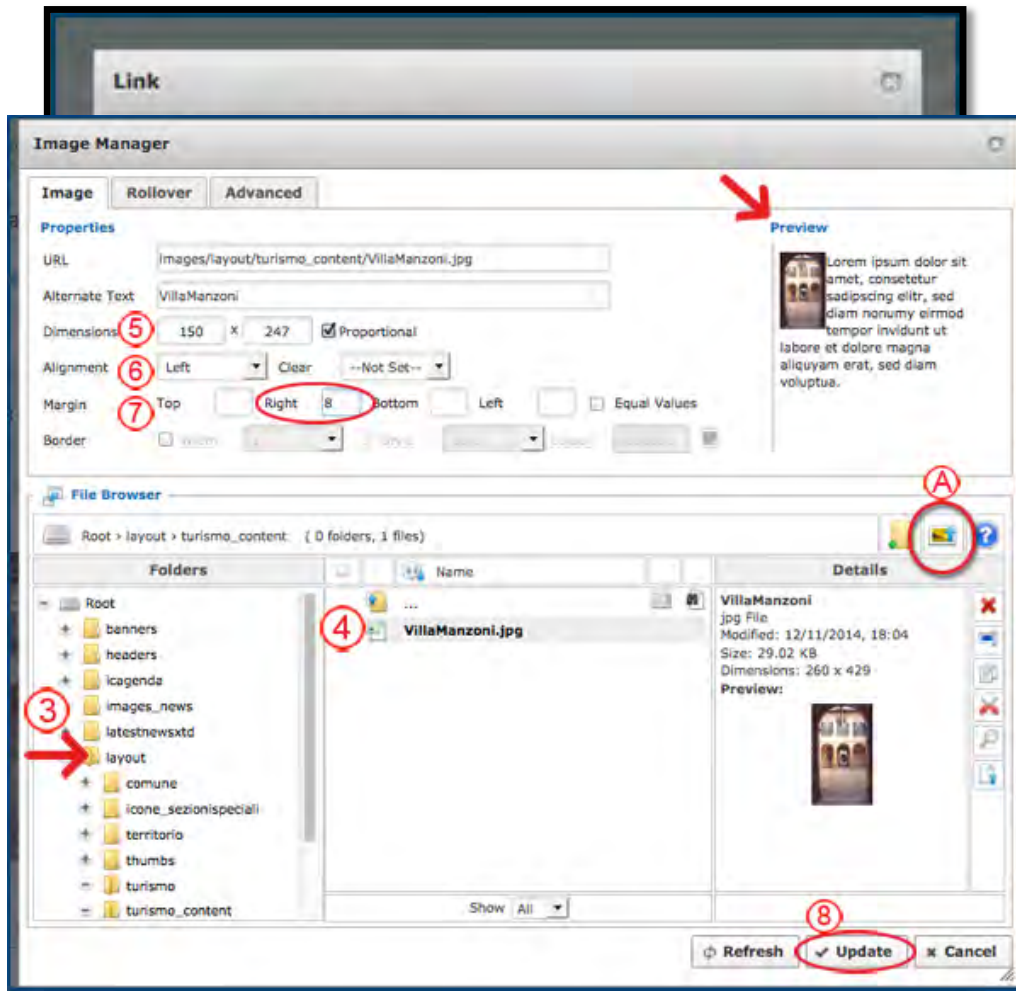 Link
Image Manager
Image Rollover Advanced
Properties
URL images/layout/turismo_content/VillaManzoni.jpg
Alternate Text VillaManzoni
Dimensions 5 150 x 247 Proportional
Alignment 6 Left Clear --Not Set--
Margin 7 Top Right 8 Bottom Left Equal Values
Border
Preview
Lorem ipsum dolor sit
amet, consetetur
sadipscing elitr, sed
diam nonumy eirmod
tempor invidunt ut
labore et dolore magna
aliquyam erat, sed diam
voluptua.
A
File Browser
Root > layout > turismo_content ( 0 folders, 1 files)
?
Folders
Root
banners
headers
icagenda
images_news
3
latestnewsxtd
layout
comune
icone_sezionispeciali
territorio
thumbs
turismo
turismo_content
Name
...
4 VillaManzoni.jpg
Show All
Details
VillaManzoni
jpg File
Modified: 12/11/2014, 18:04
Size: 29.02 KB
Dimensions: 260 x 429
Preview:
8
Refresh Update Cancel